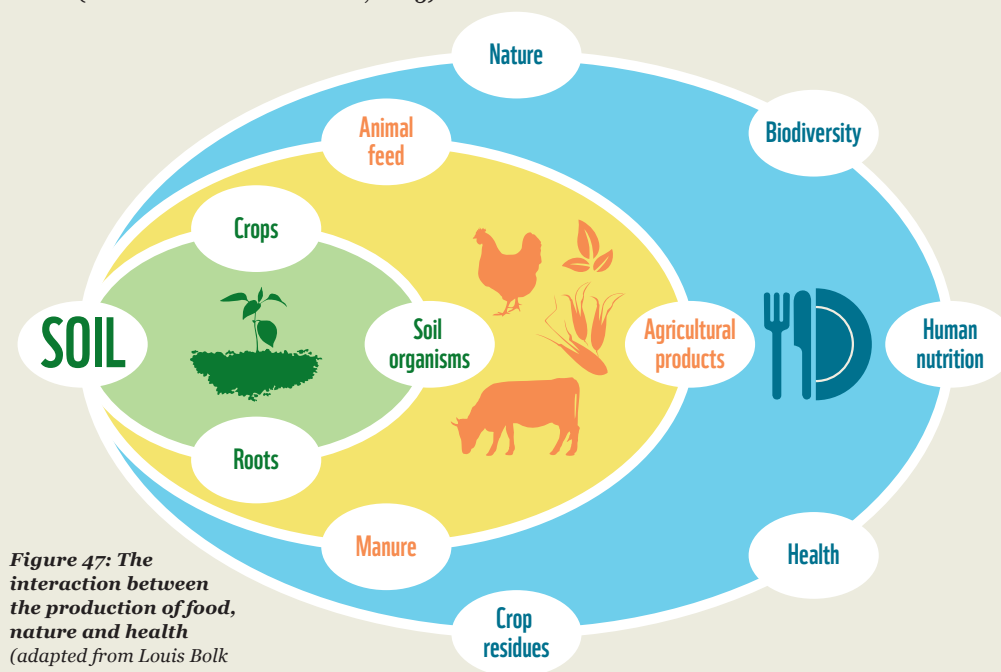 Nature
Biodiversity
Animal
feed
Crops
SOIL
Soil
organisms
Agricultural
products
Human
nutrition
Roots
Manure
Health
Crop
residues
Figure 47: The
interaction between
the production of food,
nature and health
(adapted from Louis Bolk